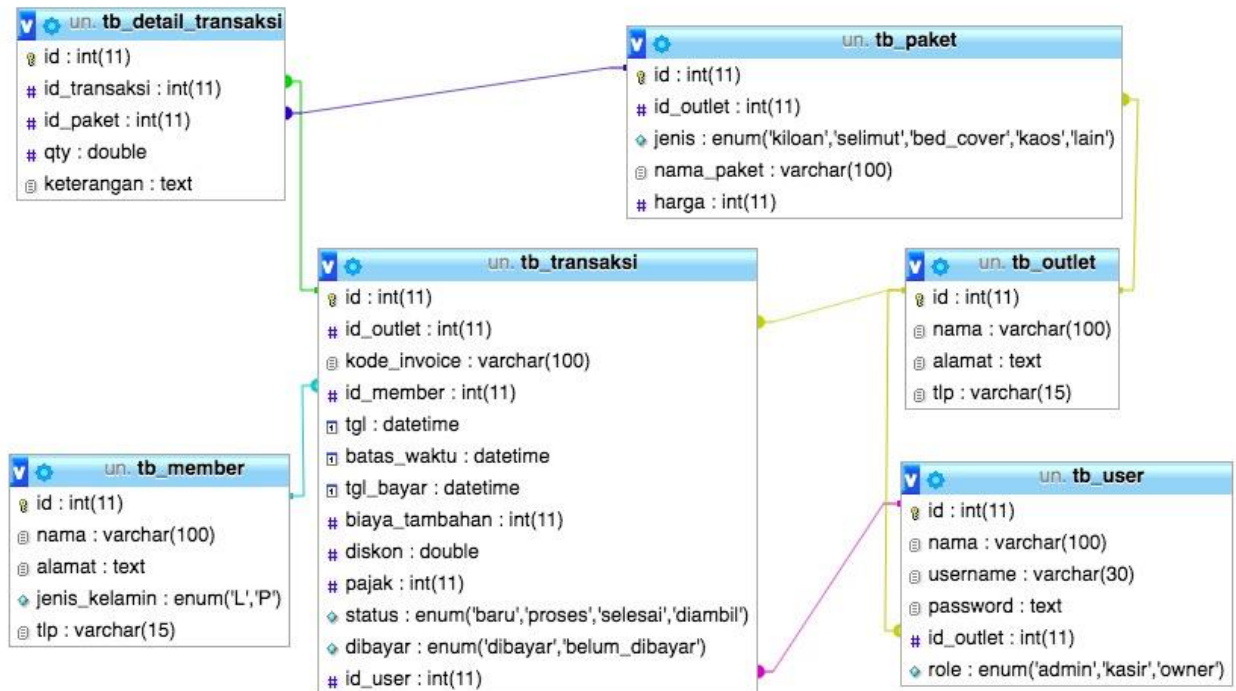 un. tb_detail_transaksi
id : int(11)
id_transaksi : int(11)
id_paket : int(11)
qty : double
keterangan : text
un. tb_paket
id : int(11)
id_outlet : int(11)
jenis : enum('kiloan','selimut','bed_cover','kaos','lain')
nama_paket : varchar(100)
harga : int(11)
un. tb_transaksi
id : int(11)
id_outlet : int(11)
kode_invoice : varchar(100)
id_member : int(11)
tgl : datetime
batas_waktu : datetime
tgl_bayar : datetime
biaya_tambahan : int(11)
diskon : double
pajak : int(11)
status : enum('baru','proses','selesai','diambil')
dibayar : enum('dibayar','belum_dibayar')
id_user : int(11)
un. tb_outlet
id : int(11)
nama : varchar(100)
alamat : text
tlp : varchar(15)
un. tb_member
id : int(11)
nama : varchar(100)
alamat : text
jenis_kelamin : enum('L','P')
tlp : varchar(15)
un. tb_user
id : int(11)
nama : varchar(100)
username : varchar(30)
password : text
id_outlet : int(11)
role : enum('admin','kasir','owner')